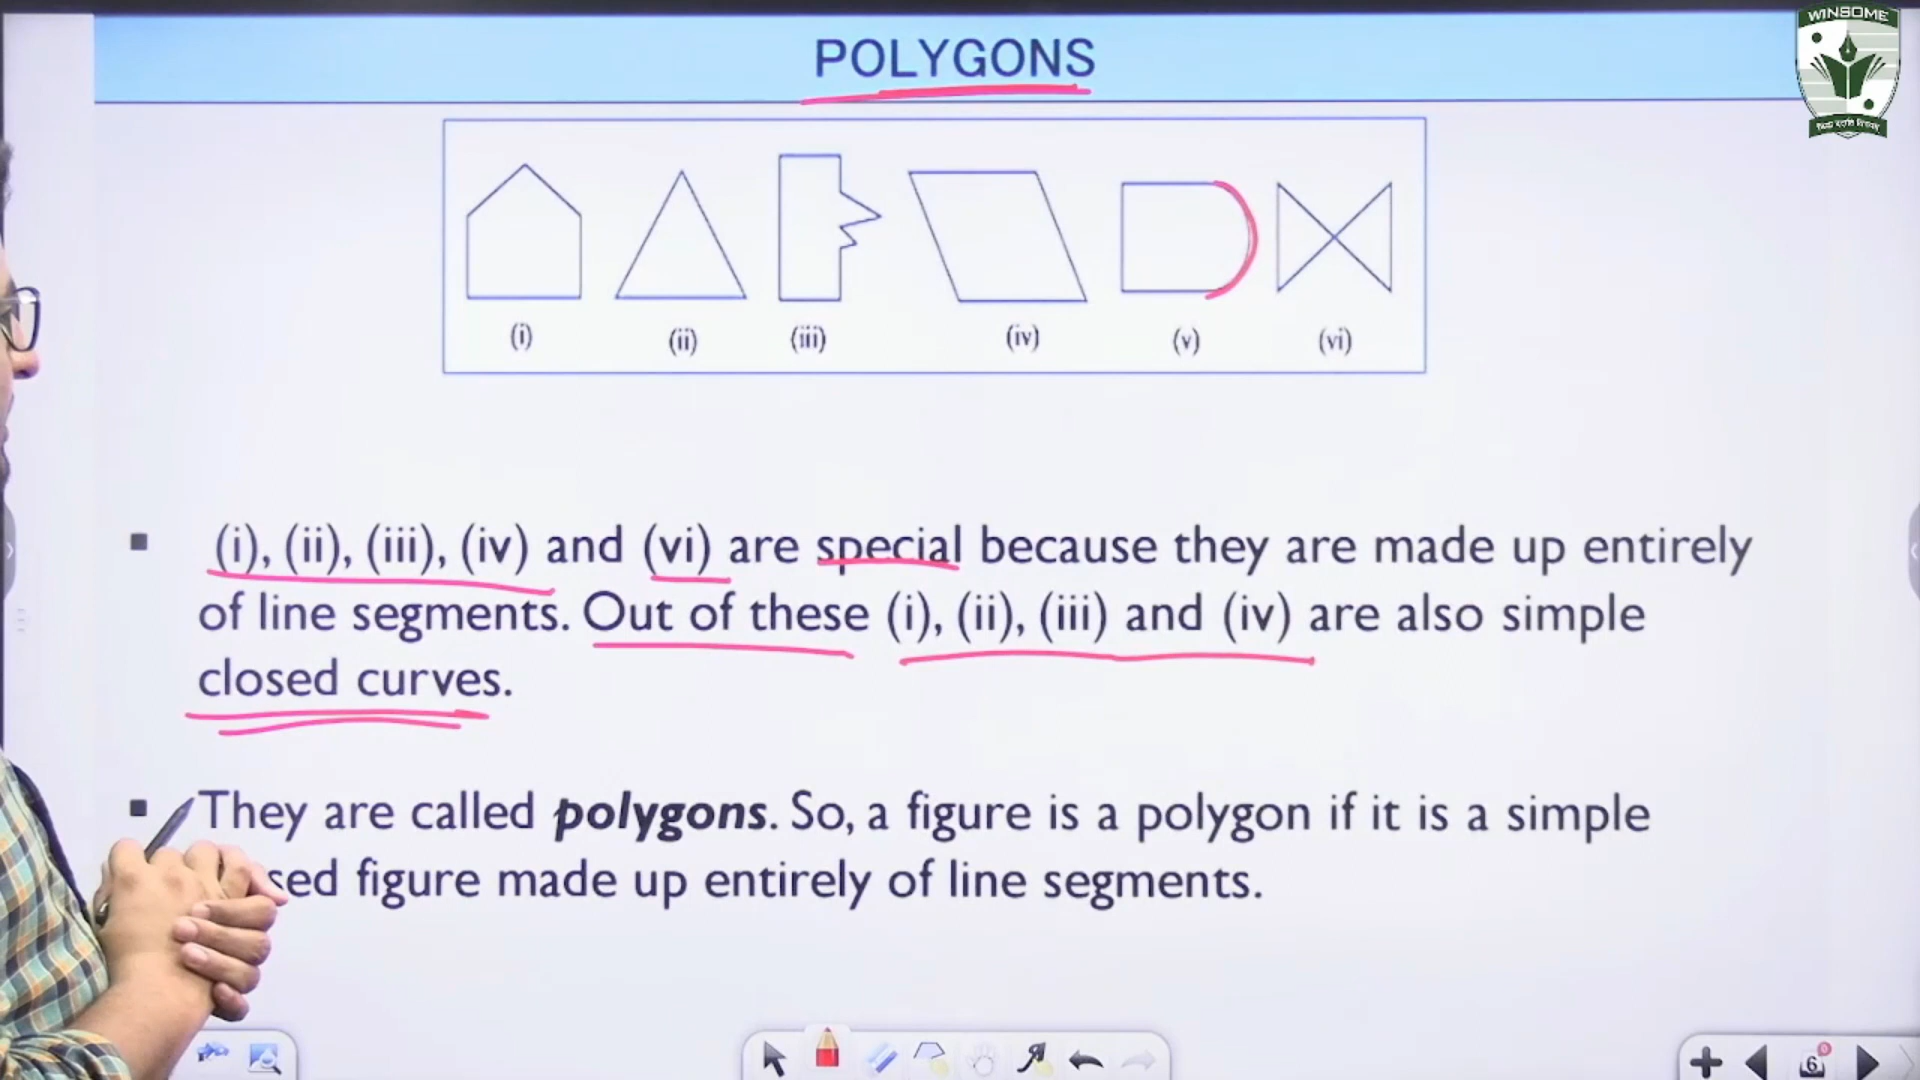 WINSOME
POLYGONS
(i) (ii) (iii) (iv) (v) (vi)
(i), (ii), (iii), (iv) and (vi) are special because they are made up entirely
of line segments. Out of these (i), (ii), (iii) and (iv) are also simple
closed curves.
They are called polygons. So, a figure is a polygon if it is a simple
sed figure made up entirely of line segments.
6